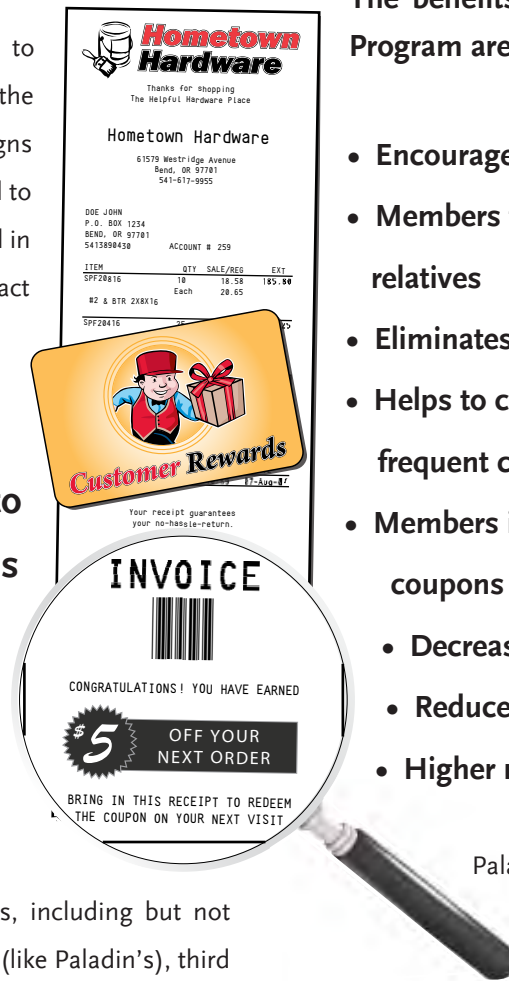 to
the
gns
to
in
act
to
s
s, including but not
(like Paladin's), third
Hometown
Hardware
Thanks for shopping
The Helpful Hardware Place
Hometown Hardware
61579 Westridge Avenue
Bend, OR 97701
541-617-9955
DOE JOHN
P.O. BOX 1234
BEND, OR 97701
5413890430 ACCOUNT # 259
ITEM QTY SALE/REG EXT
SPF20816 10 18.58 185.80
Each 20.65
#2 & BTR 2X8X16
SPF20416
Customer Rewards
Your receipt guarantees
your no-hassle-return.
INVOICE
CONGRATULATIONS! YOU HAVE EARNED
$5 OFF YOUR
NEXT ORDER
BRING IN THIS RECEIPT TO REDEEM
THE COUPON ON YOUR NEXT VISIT
The benefits
Program are
• Encourage
• Members
relatives
• Eliminates
• Helps to c
frequent c
• Members i
coupons
• Decreas
• Reduce
• Higher
Pala